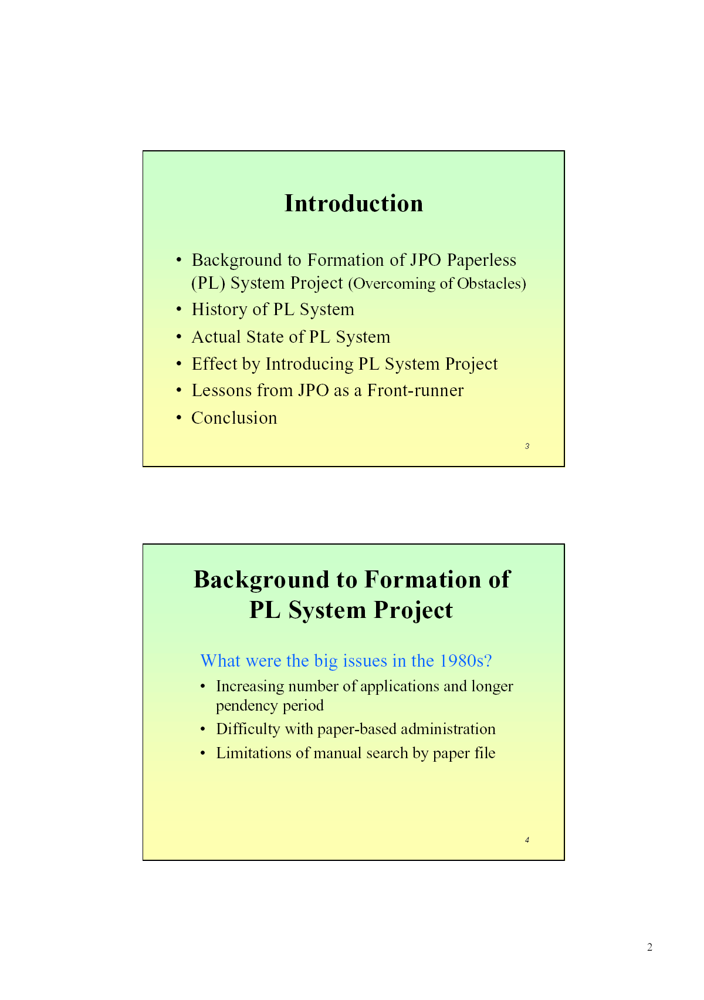 Introduction
• Background to Formation of JPO Paperless
(PL) System Project (Overcoming of Obstacles)
• History of PL System
• Actual State of PL System
• Effect by Introducing PL System Project
• Lessons from JPO as a Front-runner
• Conclusion
3
Background to Formation of
PL System Project
What were the big issues in the 1980s?
• Increasing number of applications and longer
pendency period
• Difficulty with paper-based administration
• Limitations of manual search by paper file
4
2